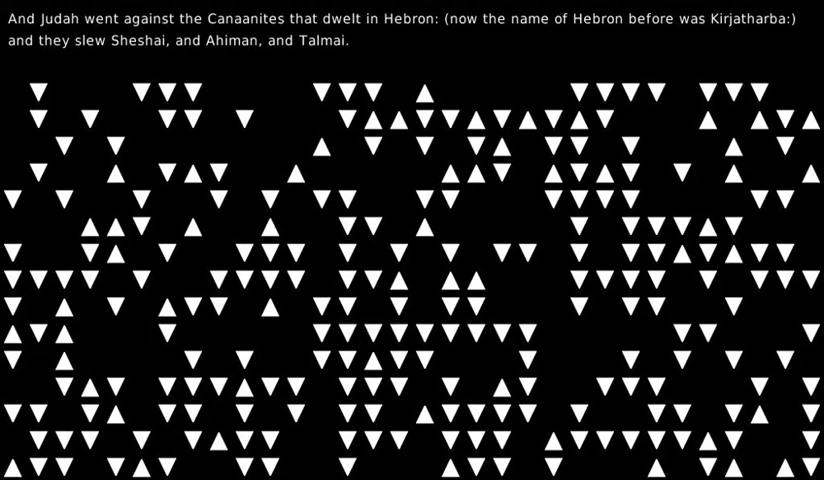 And Judah went against the Canaanites that dwelt in Hebron: (now the name of Hebron before was Kirjatharba:)
and they slew Sheshai, and Ahiman, and Talmai.